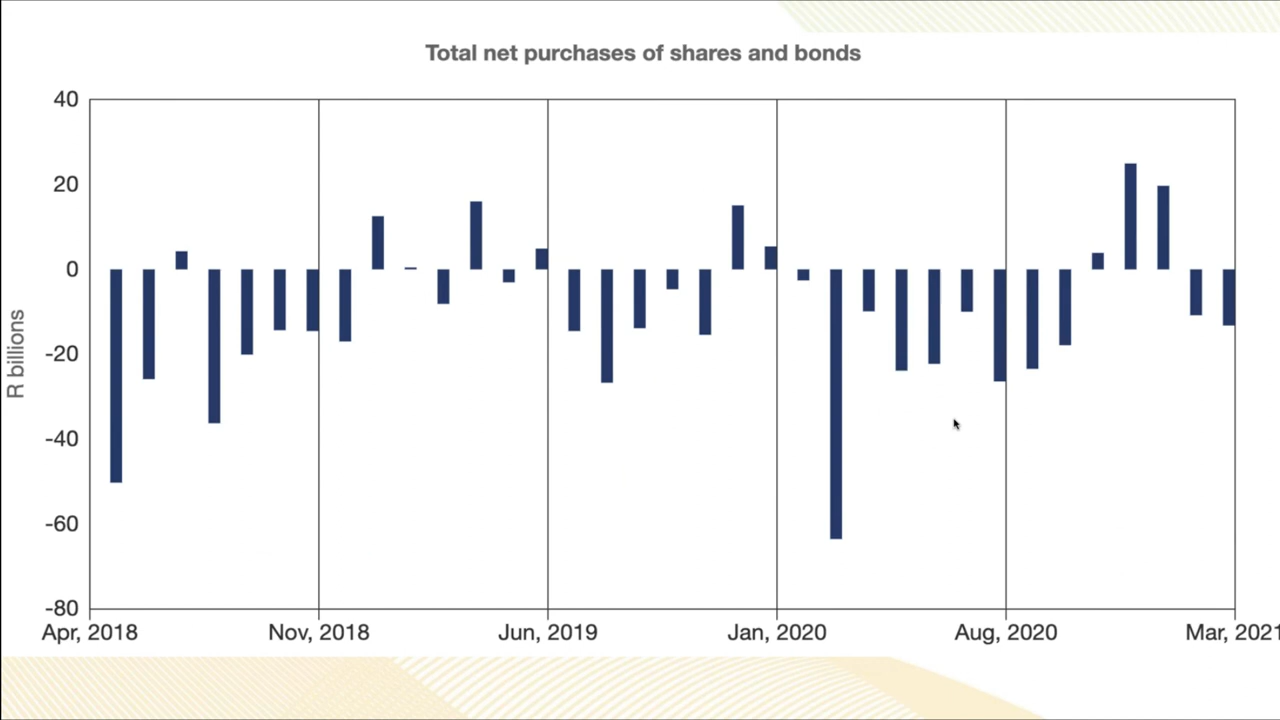 Total net purchases of shares and bonds
40
20
0
-20
-40
-60
-80
R billions
Apr, 2018
Nov, 2018
Jun, 2019
Jan, 2020
Aug, 2020
Mar, 2021